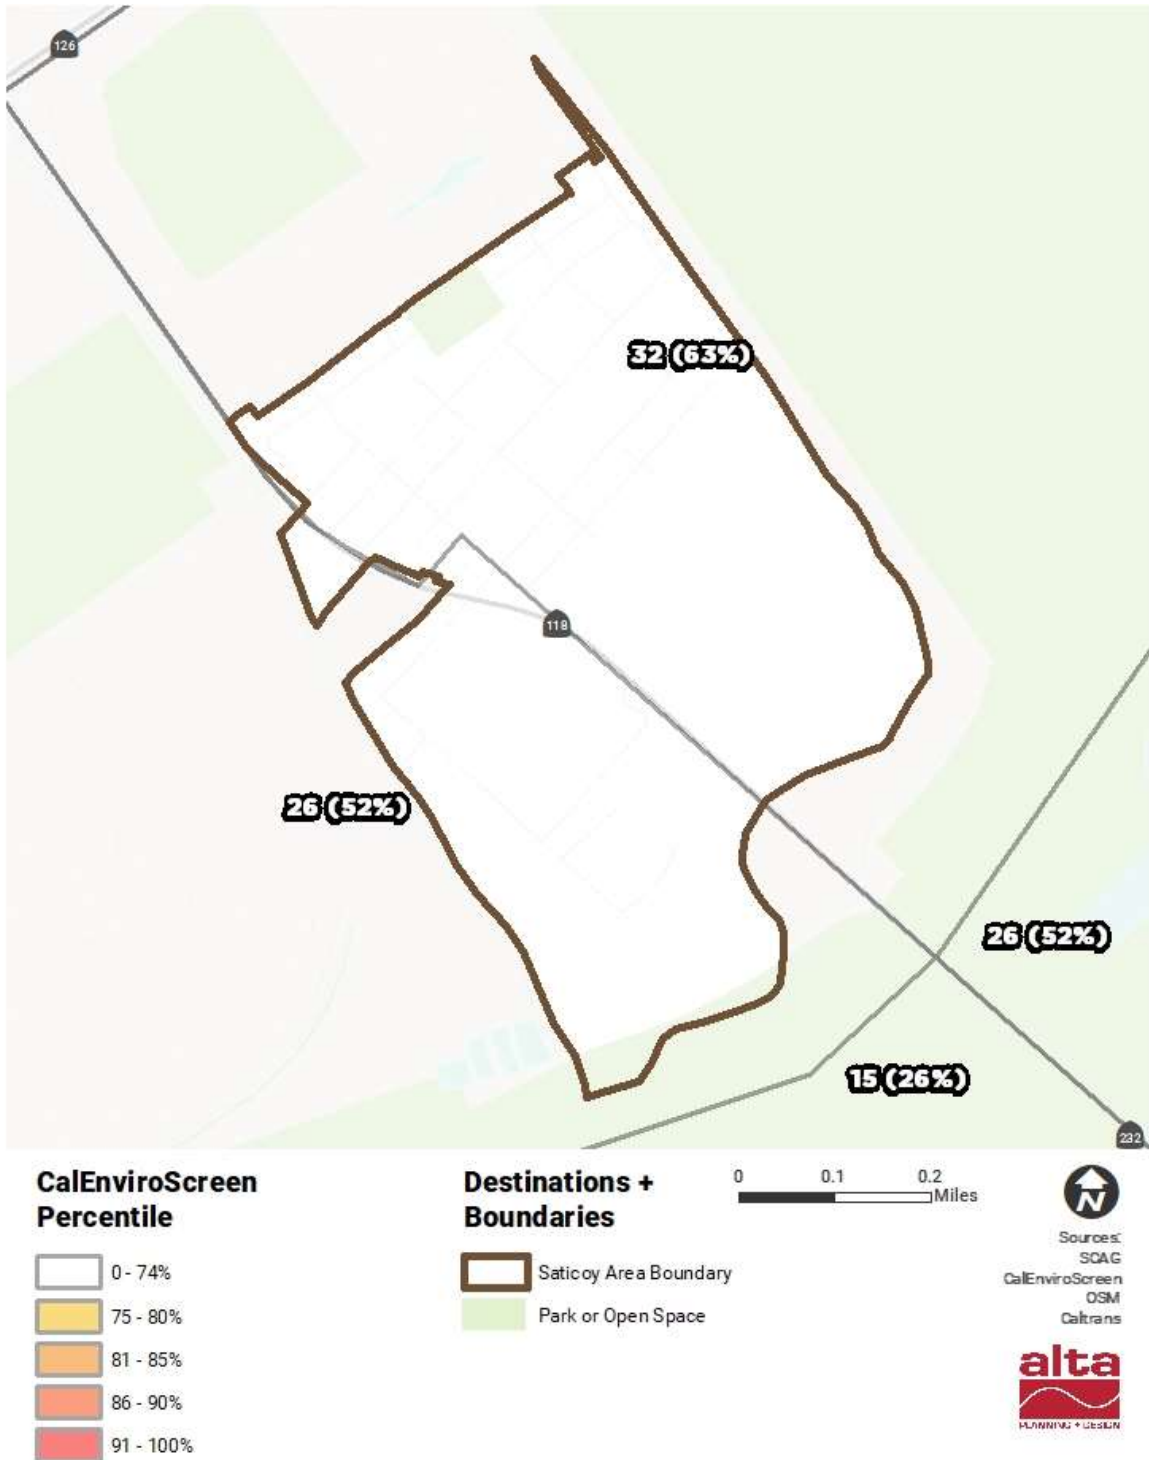 126
32 (63%)
118
26 (52%)
26 (52%)
15 (26%)
232
CalEnviroScreen
Percentile
0 - 74%
75 - 80%
81 - 85%
86 - 90%
91 - 100%
Destinations +
Boundaries
Saticoy Area Boundary
Park or Open Space
0 0.1 0.2
Miles
N
Sources:
SCAG
CalEnviroScreen
OSM
Caltrans
alta
PLANNING + DESIGN